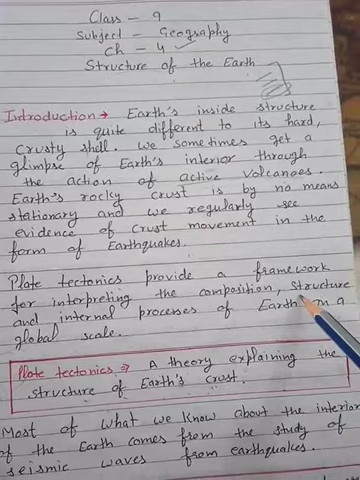 Class - 9
Subject - Geography
Ch - 4
Structure of the Earth
Introduction → Earth's inside structure
is quite different to its hard,
crusty shell. We sometimes get a
glimpse of Earth's interior through
the action of active volcanoes.
Earth's rocky crust is by no means
stationary and we regularly see
evidence of crust movement in the
form of Earthquakes.
Plate tectonics provide a framework
for interpreting the composition, structure
and internal processes of Earth on a
global scale.
Plate tectonics → A theory explaining the
structure of Earth's crust.
Most of what we know about the interior
of the Earth comes from the study of
seismic waves from earthquakes.